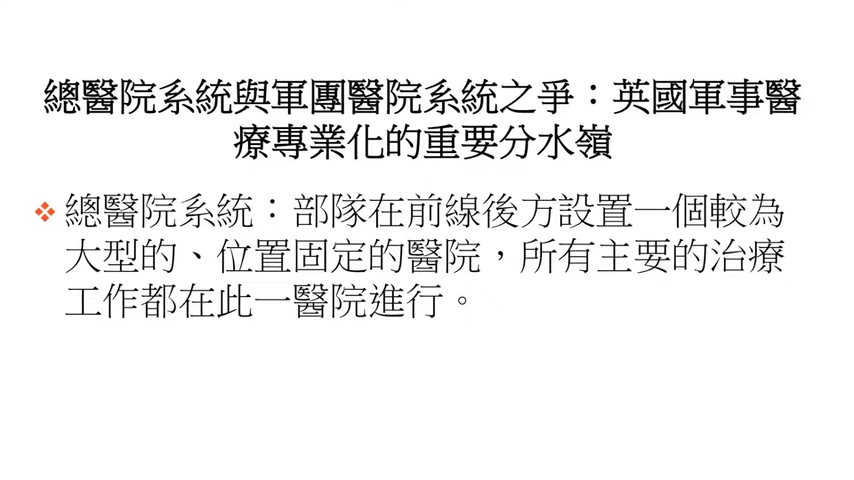 總醫院系統與軍團醫院系統之爭：英國軍事醫
療專業化的重要分水嶺
總醫院系統：部隊在前線後方設置一個較為
大型的、位置固定的醫院，所有主要的治療
工作都在此一醫院進行。